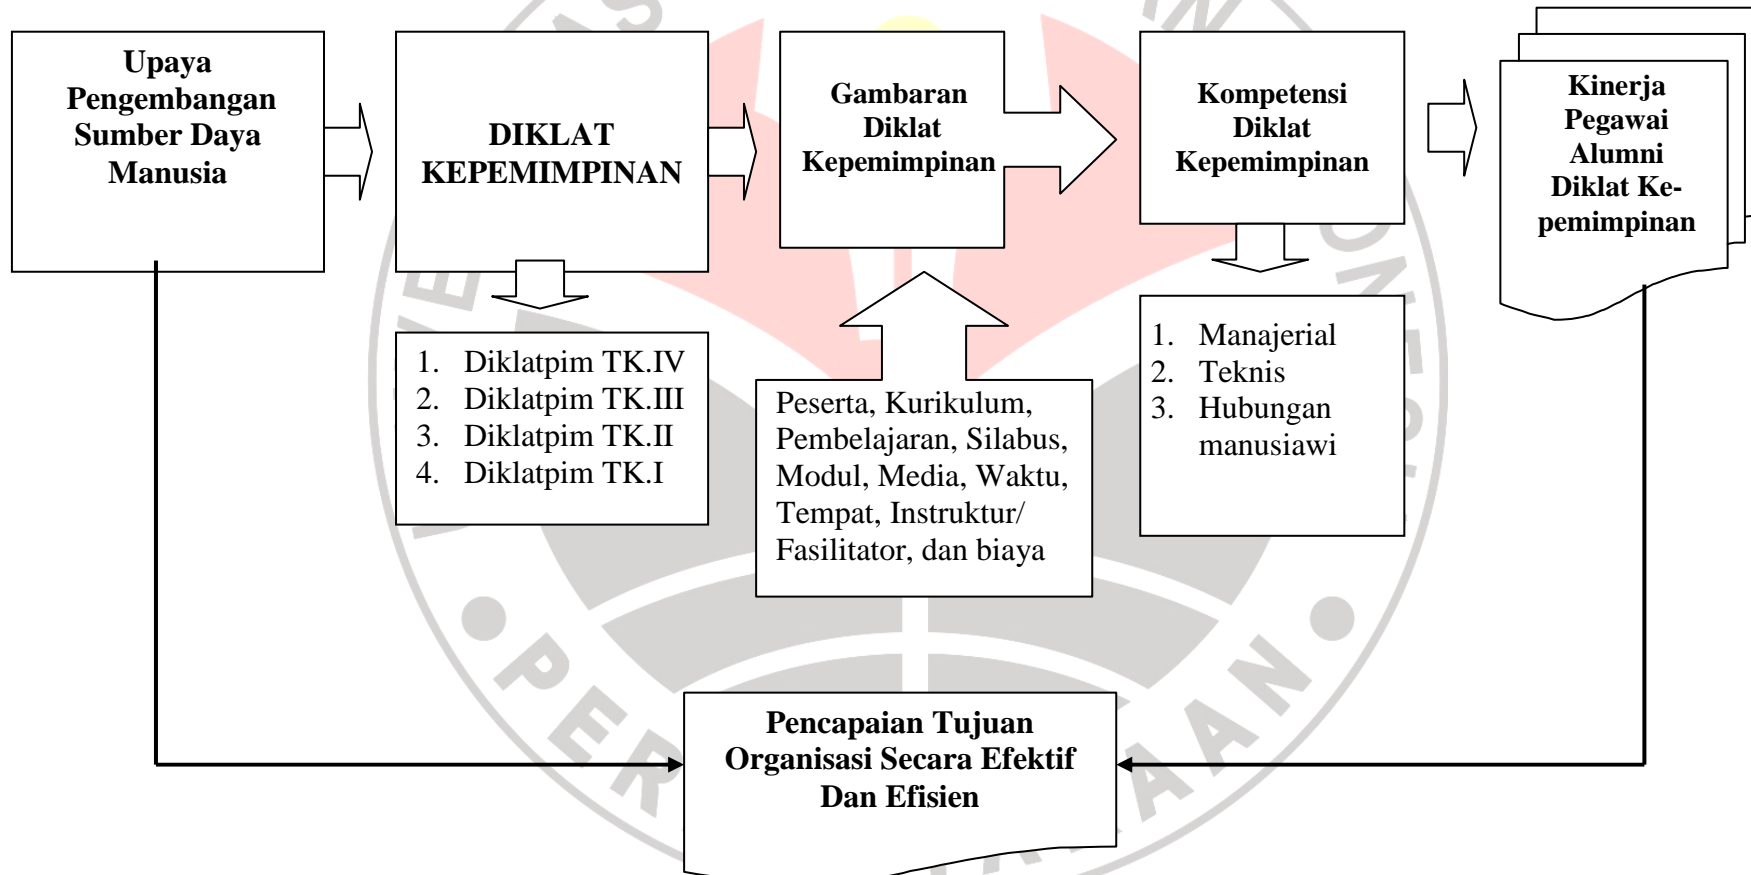 Upaya
Pengembangan
Sumber Daya
Manusia
DIKLAT
KEPEMIMPINAN
Gambaran
Diklat
Kepemimpinan
Kompetensi
Diklat
Kepemimpinan
Kinerja
Pegawai
Alumni
Diklat Ke-
pemimpinan
1. Diklatpim TK.IV
2. Diklatpim TK.III
3. Diklatpim TK.II
4. Diklatpim TK.I
Peserta, Kurikulum,
Pembelajaran, Silabus,
Modul, Media, Waktu,
Tempat, Instruktur/
Fasilitator, dan biaya
1. Manajerial
2. Teknis
3. Hubungan
manusiawi
Pencapaian Tujuan
Organisasi Secara Efektif
Dan Efisien